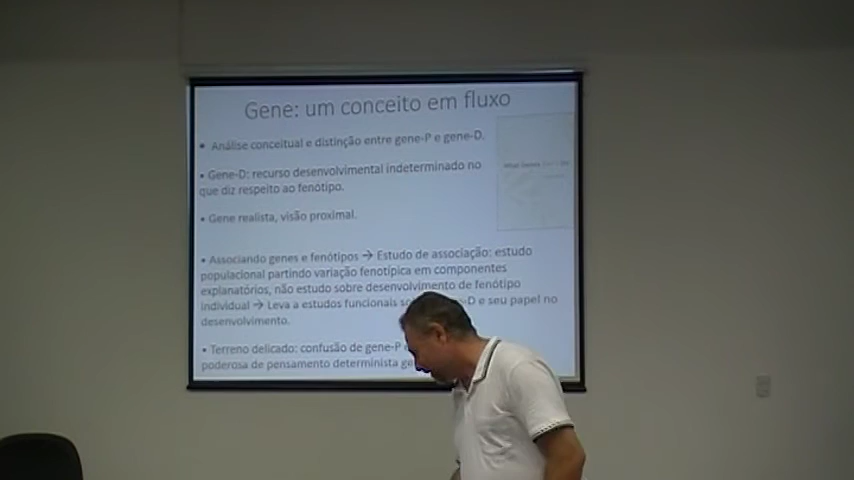 Gene: um conceito em fluxo
• Análise conceitual e distinção entre gene-P e gene-D.
• Gene-D: recurso desenvolvimental indeterminado no
que diz respeito ao fenótipo.
• Gene realista, visão proximal.
• Associando genes e fenótipos → Estudo de associação: estudo
populacional partindo variação fenotípica em componentes
explanatórios, não estudo sobre desenvolvimento de fenótipo
individual → Leva a estudos funcionais e seu papel no
desenvolvimento.
• Terreno delicado: confusão de gene-P
poderosa de pensamento determinista